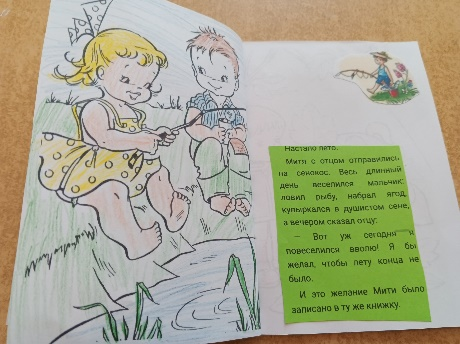 Настало лето.
Митя с отцом отправились
на сенокос. Весь длинный
день веселился мальчик:
ловил рыбу, набрал ягод,
кувыркался в душистом сене,
а вечером сказал отцу:
– Вот уж сегодня я
повеселился вволю! Я бы
желал, чтобы лету конца не
было.
И это желание Мити было
записано в ту же книжку.